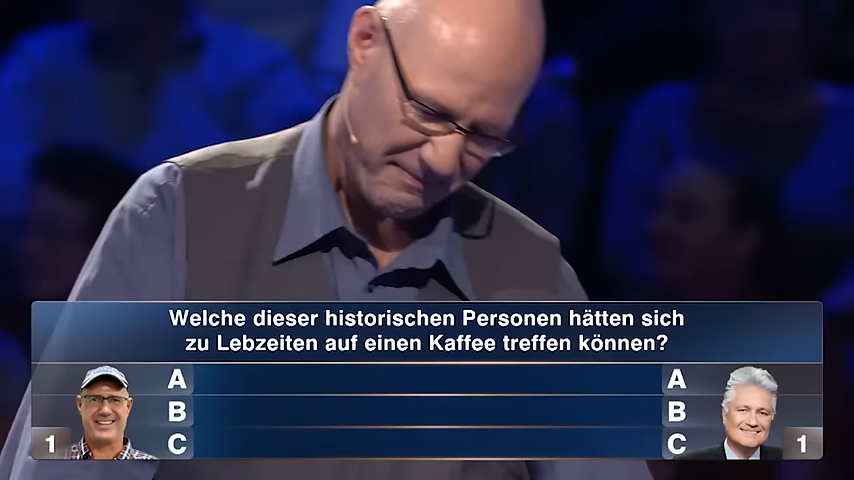 Welche dieser historischen Personen hätten sich
zu Lebzeiten auf einen Kaffee treffen können?
A A
B B
1 C C 1